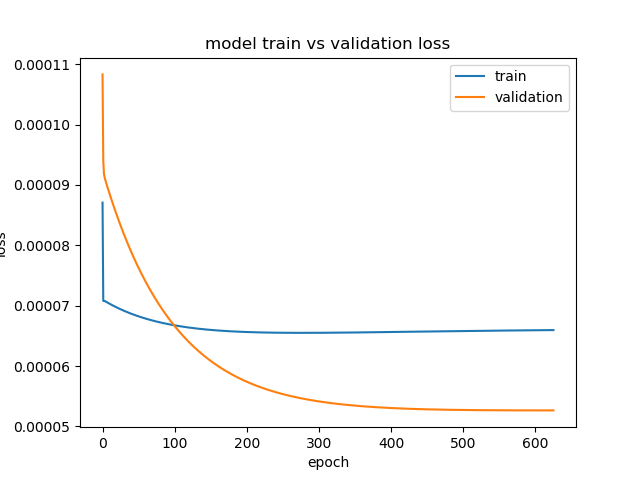 model train vs validation loss
0.00011
0.00010
0.00009
0.00008
0.00007
0.00006
0.00005
loss
train
validation
0 100 200 300 400 500 600
epoch